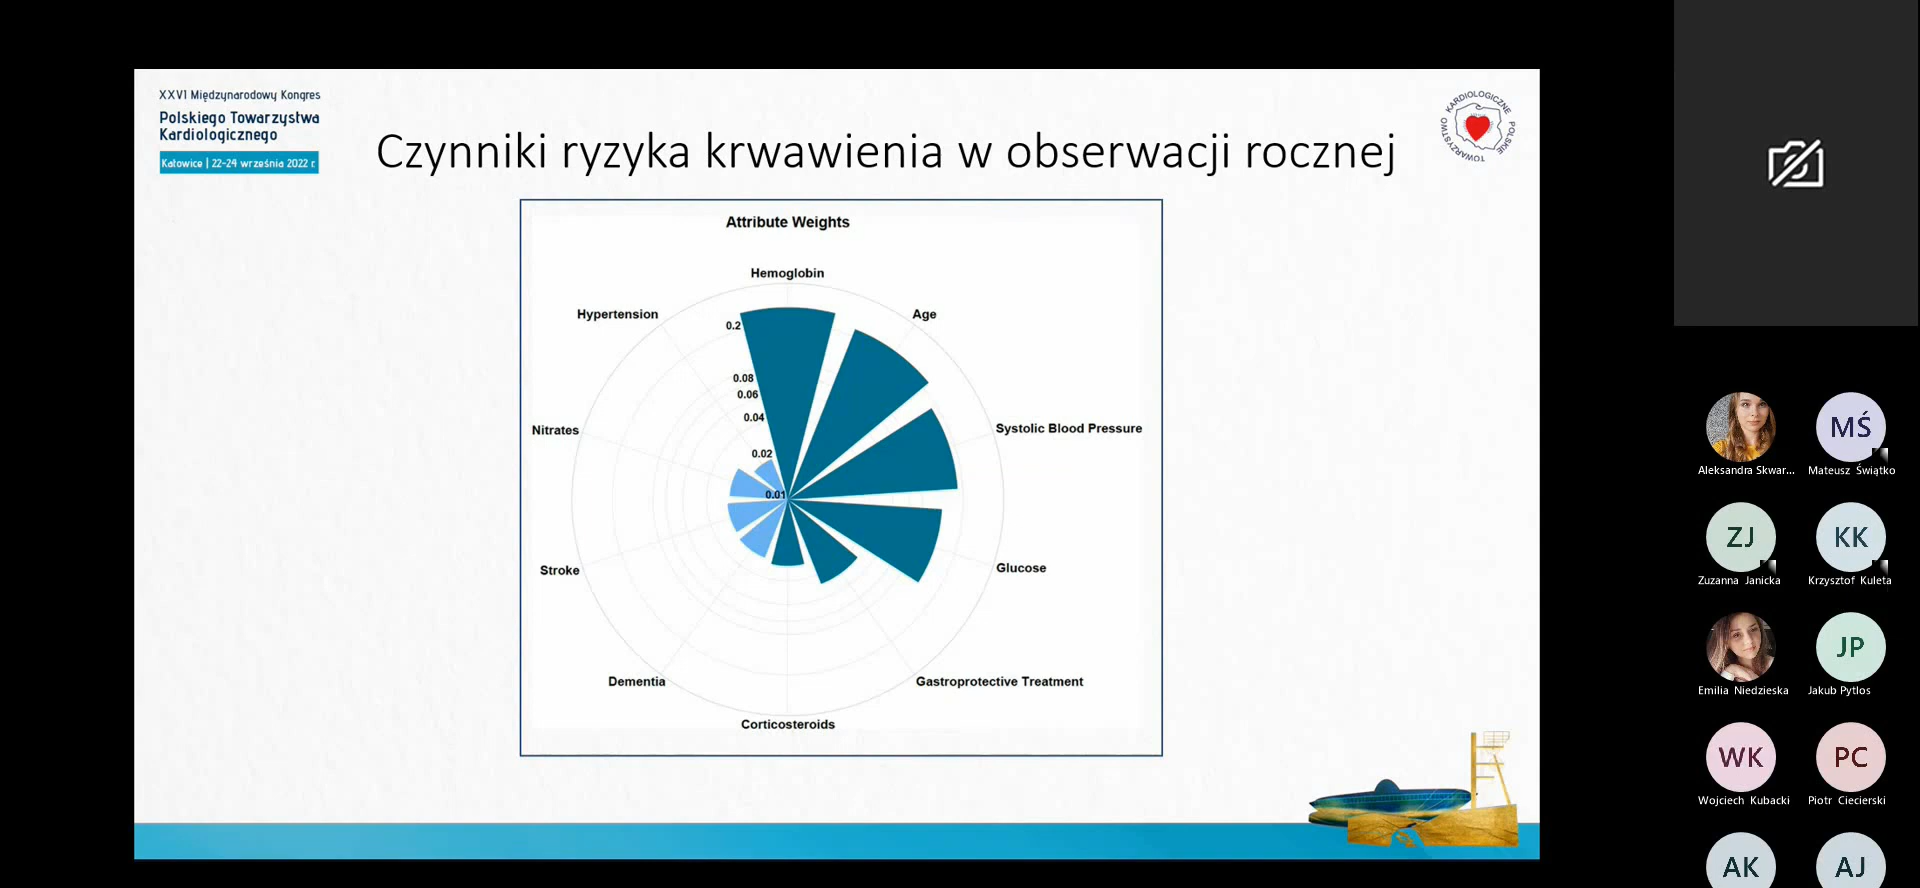 XXVI Międzynarodowy Kongres
Polskiego Towarzystwa
Kardiologicznego
Katowice | 22-24 września 2022 r.
KARDIOLOGICZNE POLSKIE TOWARZYSTWO
Czynniki ryzyka krwawienia w obserwacji rocznej
Attribute Weights
Hemoglobin
Hypertension
Age
0.2
0.08
0.06
0.04
0.02
0.01
Nitrates
Systolic Blood Pressure
Stroke
Glucose
Dementia
Gastroprotective Treatment
Corticosteroids
MŚ
Aleksandra Skwar...
Mateusz Świątko
ZJ
KK
Zuzanna Janicka
Krzysztof Kuleta
JP
Emilia Niedzieska
Jakub Pytlos
WK
PC
Wojciech Kubacki
Piotr Ciecierski
AK
AJ